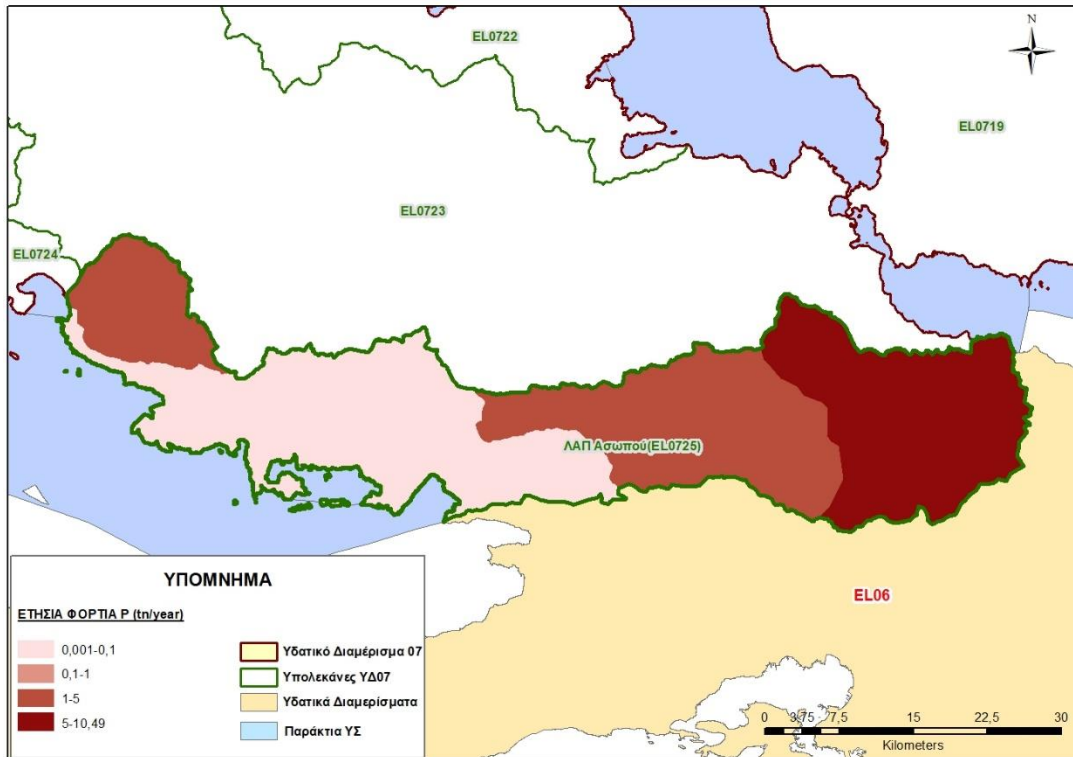 N
EL0722
EL0719
EL0723
EL0724
ΛΑΠ Ασωπού(EL0725)
EL06
ΥΠΟΜΝΗΜΑ
ΕΤΗΣΙΑ ΦΟΡΤΙΑ P (tn/year)
0,001-0,1
0,1-1
1-5
5-10,49
Υδατικό Διαμέρισμα 07
Υπολεκάνες ΥΔ07
Υδατικά Διαμερίσματα
Παράκτια ΥΣ
0 3,75 7,5 15 22,5 30
Kilometers